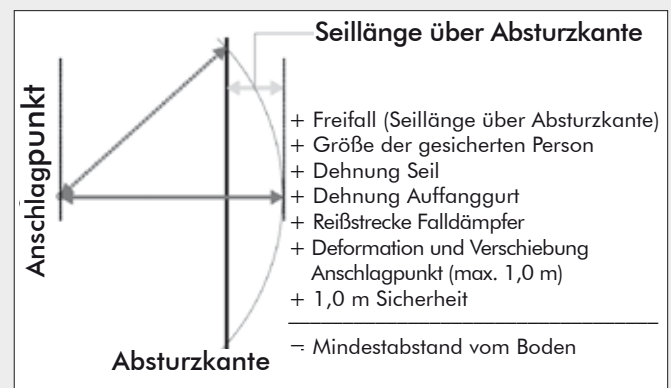 Seillänge über Absturzkante
Anschlagpunkt
+ Freifall (Seillänge über Absturzkante)
+ Größe der gesicherten Person
+ Dehnung Seil
+ Dehnung Auffanggurt
+ Reißstrecke Falldämpfer
+ Deformation und Verschiebung
Anschlagpunkt (max. 1,0 m)
+ 1,0 m Sicherheit
= Mindestabstand vom Boden
Absturzkante